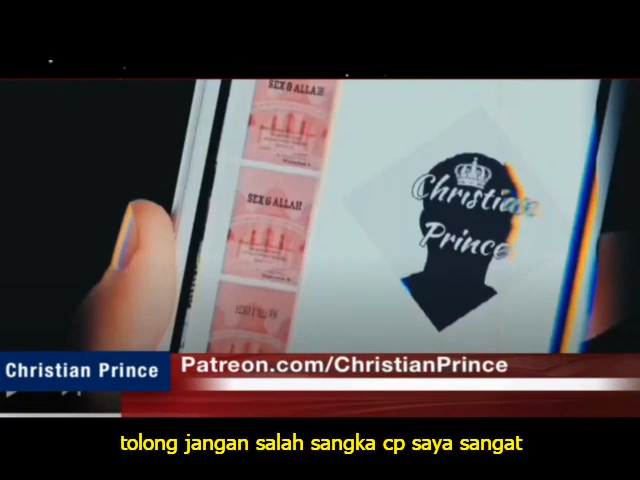 SEX & ALLAH
SEX & ALLAH
Christian
Prince
Christian Prince
Patreon.com/ChristianPrince
tolong jangan salah sangka cp saya sangat